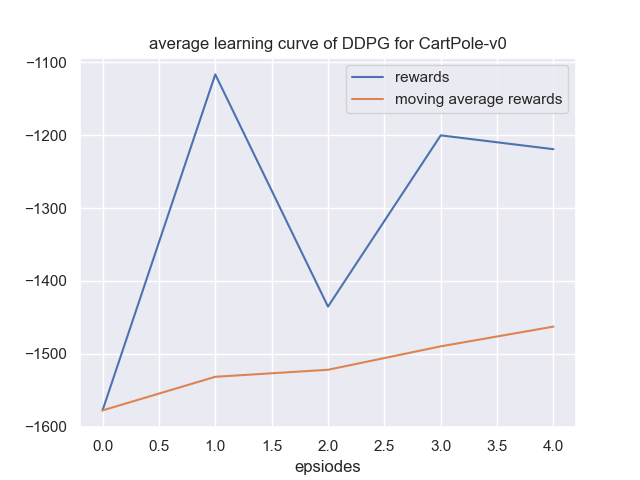 average learning curve of DDPG for CartPole-v0
rewards
moving average rewards
−1100
−1200
−1300
−1400
−1500
−1600
0.0 0.5 1.0 1.5 2.0 2.5 3.0 3.5 4.0
epsiodes